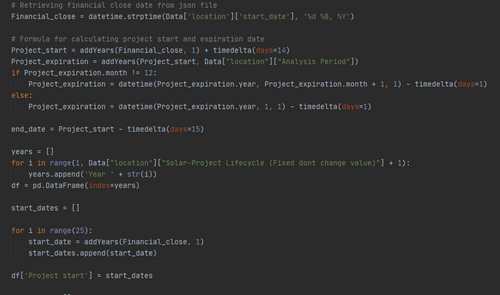 # Retrieving financial close date from json file
Financial_close = datetime.strptime(Data['location']['start_date'], '%d %B, %Y')
# Formula for calculating project start and expiration date
Project_start = addYears(Financial_close, 1) + timedelta(days=14)
Project_expiration = addYears(Project_start, Data["location"]["Analysis Period"])
if Project_expiration.month != 12:
    Project_expiration = datetime(Project_expiration.year, Project_expiration.month + 1, 1) - timedelta(days=1)
else:
    Project_expiration = datetime(Project_expiration.year, 1, 1) - timedelta(days=1)
end_date = Project_start - timedelta(days=15)
years = []
for i in range(1, Data["location"]["Solar-Project Lifecycle (Fixed dont change value)"] + 1):
    years.append('Year ' + str(i))
df = pd.DataFrame(index=years)
start_dates = []
for i in range(25):
    start_date = addYears(Financial_close, 1)
    start_dates.append(start_date)
df['Project start'] = start_dates